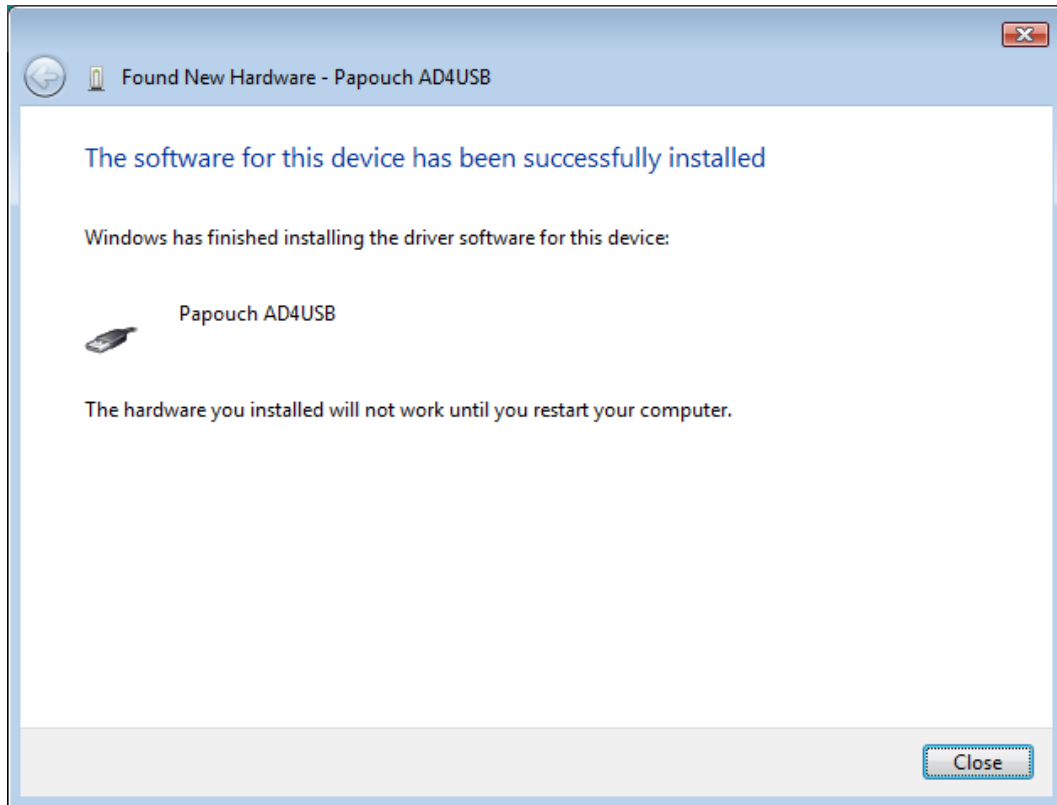 Found New Hardware - Papouch AD4USB
The software for this device has been successfully installed
Windows has finished installing the driver software for this device:
Papouch AD4USB
The hardware you installed will not work until you restart your computer.
Close